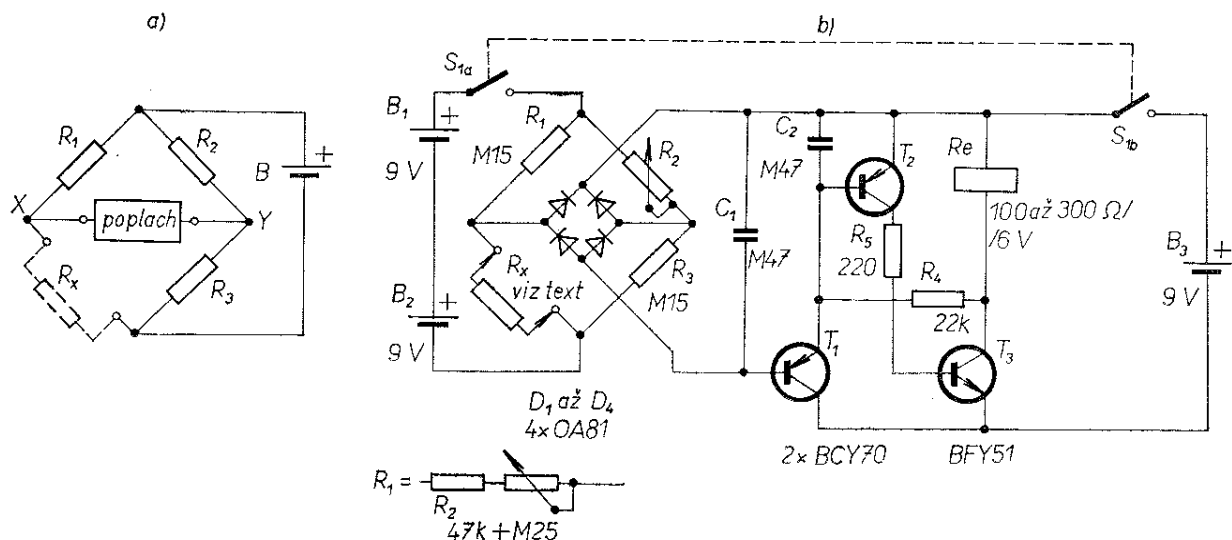 a)
R1
R2
B
+
X
poplach
Y
Rx
R3
b)
S1a
S1b
B1
+
9 V
B2
+
9 V
R1
M15
R2
Rx
viz text
R3
M15
D1 až D4
4x OA81
C1
M47
C2
M47
T2
R5
220
R4
22k
Re
100 až 300 Ω/
/6 V
T1
T3
B3
+
9 V
2x BCY70
BFY51
R1 =
R2
47k + M25